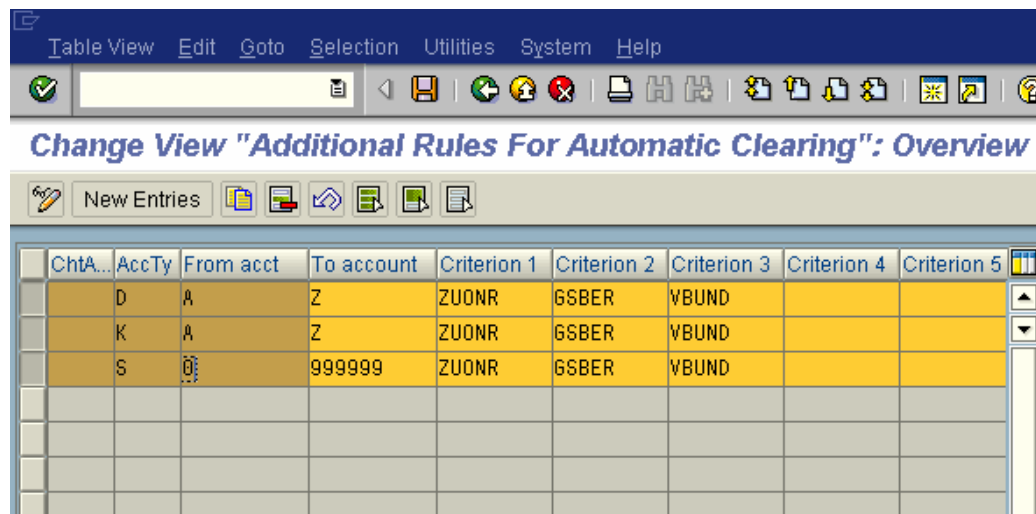 Table View Edit Goto Selection Utilities System Help
Change View "Additional Rules For Automatic Clearing": Overview
New Entries
ChtA... AccTy From acct To account Criterion 1 Criterion 2 Criterion 3 Criterion 4 Criterion 5
D A Z ZUONR GSBER VBUND
K A Z ZUONR GSBER VBUND
S 0 999999 ZUONR GSBER VBUND